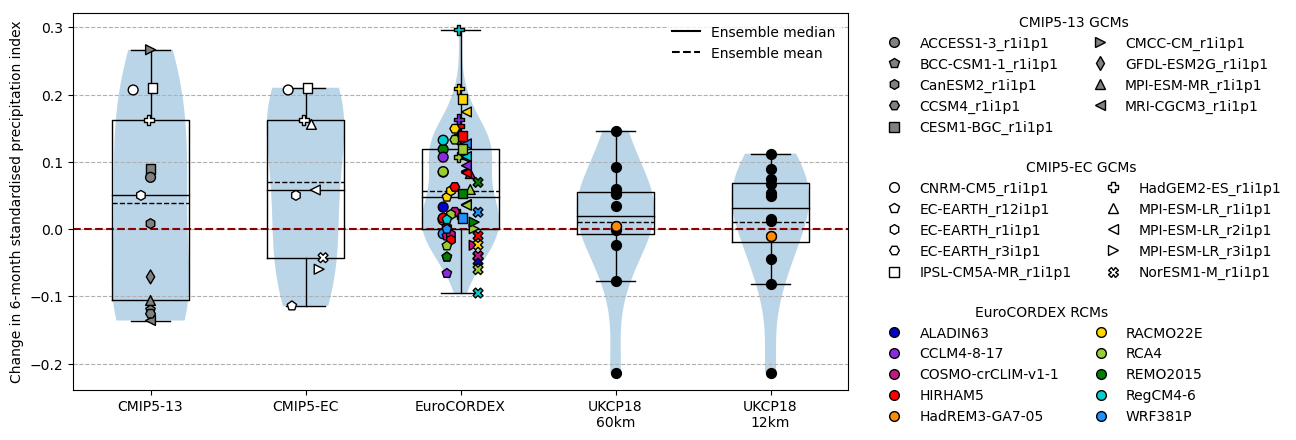 Change in 6-month standardised precipitation index
0.3
0.2
0.1
0.0
−0.1
−0.2
CMIP5-13
CMIP5-EC
EuroCORDEX
UKCP18
60km
UKCP18
12km
Ensemble median
Ensemble mean
CMIP5-13 GCMs
ACCESS1-3_r1i1p1
BCC-CSM1-1_r1i1p1
CanESM2_r1i1p1
CCSM4_r1i1p1
CESM1-BGC_r1i1p1
CMCC-CM_r1i1p1
GFDL-ESM2G_r1i1p1
MPI-ESM-MR_r1i1p1
MRI-CGCM3_r1i1p1
CMIP5-EC GCMs
CNRM-CM5_r1i1p1
EC-EARTH_r12i1p1
EC-EARTH_r1i1p1
EC-EARTH_r3i1p1
IPSL-CM5A-MR_r1i1p1
HadGEM2-ES_r1i1p1
MPI-ESM-LR_r1i1p1
MPI-ESM-LR_r2i1p1
MPI-ESM-LR_r3i1p1
NorESM1-M_r1i1p1
EuroCORDEX RCMs
ALADIN63
CCLM4-8-17
COSMO-crCLIM-v1-1
HIRHAM5
HadREM3-GA7-05
RACMO22E
RCA4
REMO2015
RegCM4-6
WRF381P